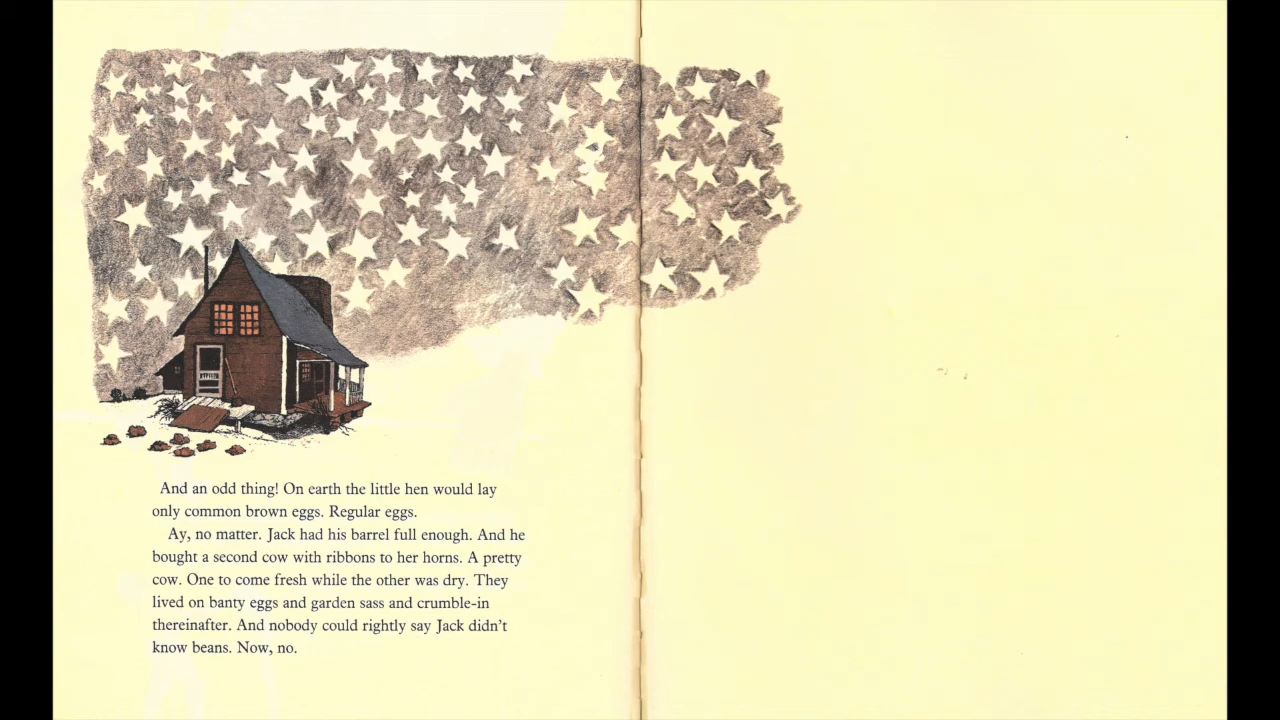 And an odd thing! On earth the little hen would lay
only common brown eggs. Regular eggs.
Ay, no matter. Jack had his barrel full enough. And he
bought a second cow with ribbons to her horns. A pretty
cow. One to come fresh while the other was dry. They
lived on banty eggs and garden sass and crumble-in
thereinafter. And nobody could rightly say Jack didn't
know beans. Now, no.